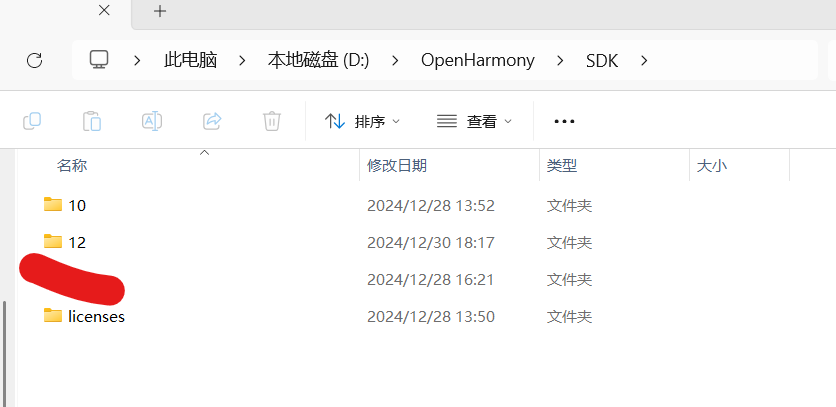 此电脑 本地磁盘 (D:) OpenHarmony SDK
排序 查看
名称 修改日期 类型 大小
10 2024/12/28 13:52 文件夹
12 2024/12/30 18:17 文件夹
2024/12/28 16:21 文件夹
licenses 2024/12/28 13:50 文件夹